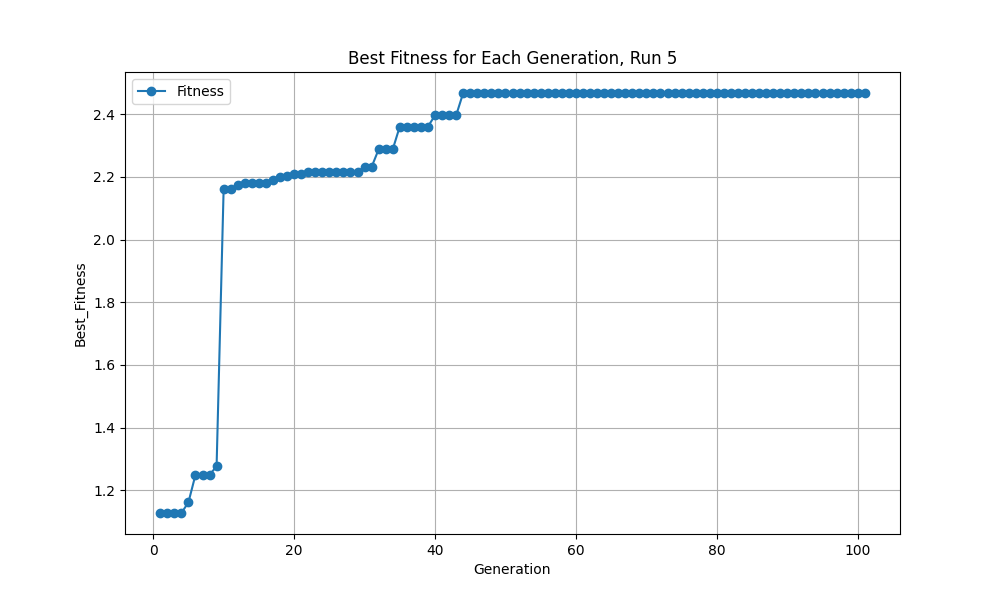 Best Fitness for Each Generation, Run 5
Fitness
Best_Fitness
2.4
2.2
2.0
1.8
1.6
1.4
1.2
0 20 40 60 80 100
Generation